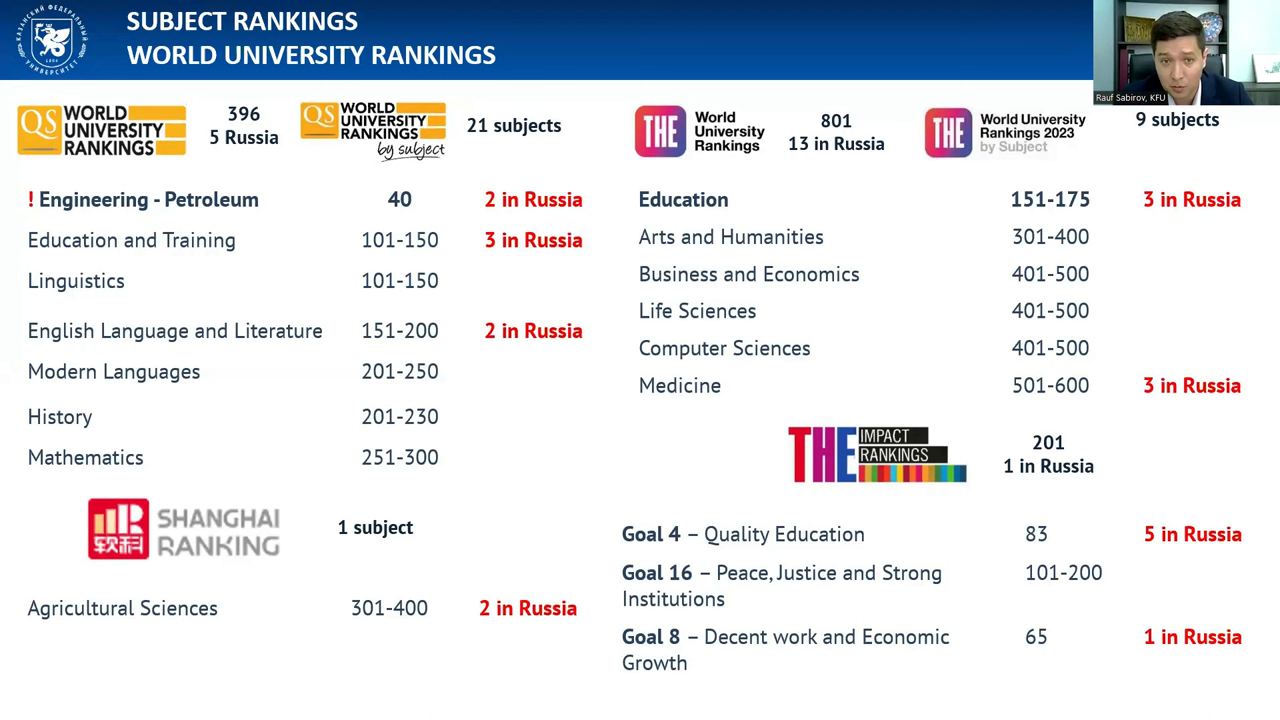 КАЗАНСКИЙ ФЕДЕРАЛЬНЫЙ
УНИВЕРСИТЕТ
1804
SUBJECT RANKINGS
WORLD UNIVERSITY RANKINGS
Rauf Sabirov, KFU
QS WORLD
UNIVERSITY
RANKINGS
396
5 Russia
QS WORLD
UNIVERSITY
RANKINGS
by subject
21 subjects
! Engineering - Petroleum 40 2 in Russia
Education and Training 101-150 3 in Russia
Linguistics 101-150
English Language and Literature 151-200 2 in Russia
Modern Languages 201-250
History 201-230
Mathematics 251-300
软科
SHANGHAI
RANKING
1 subject
Agricultural Sciences 301-400 2 in Russia
THE World
University
Rankings
801
13 in Russia
THE World University
Rankings 2023
by Subject
9 subjects
Education 151-175 3 in Russia
Arts and Humanities 301-400
Business and Economics 401-500
Life Sciences 401-500
Computer Sciences 401-500
Medicine 501-600 3 in Russia
THE IMPACT
RANKINGS
201
1 in Russia
Goal 4 – Quality Education 83 5 in Russia
Goal 16 – Peace, Justice and Strong 101-200
Institutions
Goal 8 – Decent work and Economic 65 1 in Russia
Growth